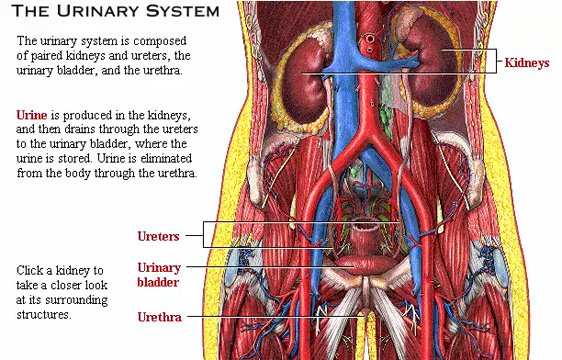 THE URINARY SYSTEM
The urinary system is composed
of paired kidneys and ureters, the
urinary bladder, and the urethra.
Kidneys
Urine is produced in the kidneys,
and then drains through the ureters
to the urinary bladder, where the
urine is stored. Urine is eliminated
from the body through the urethra.
Ureters
Urinary
bladder
Click a kidney to
take a closer look
at its surrounding
structures.
Urethra